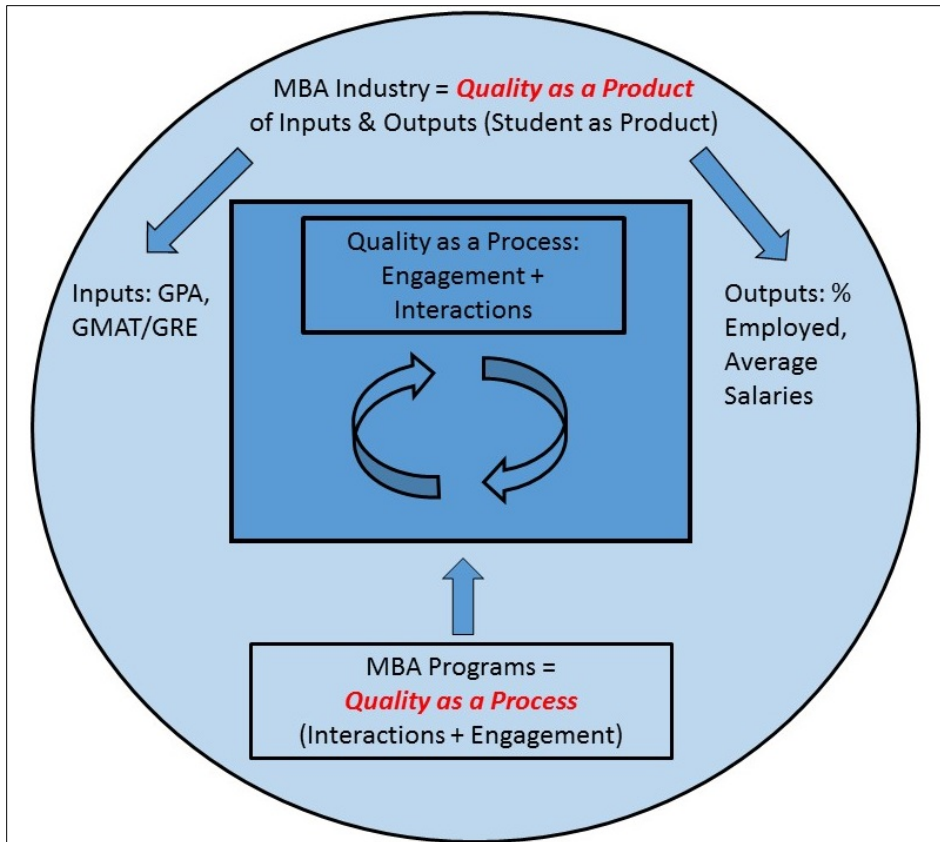 MBA Industry = Quality as a Product
of Inputs & Outputs (Student as Product)
Quality as a Process:
Engagement +
Interactions
Inputs: GPA,
GMAT/GRE
Outputs: %
Employed,
Average
Salaries
MBA Programs =
Quality as a Process
(Interactions + Engagement)